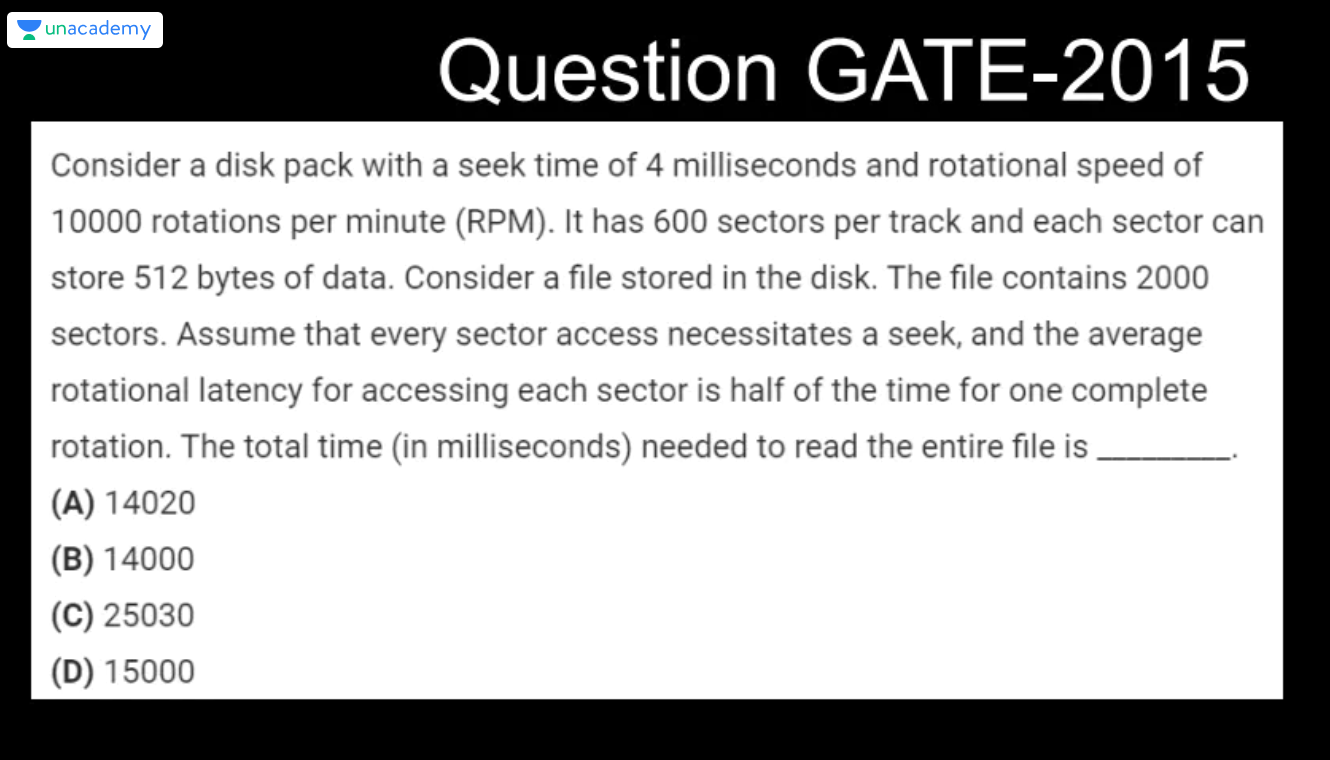 unacademy
Question GATE-2015
Consider a disk pack with a seek time of 4 milliseconds and rotational speed of
10000 rotations per minute (RPM). It has 600 sectors per track and each sector can
store 512 bytes of data. Consider a file stored in the disk. The file contains 2000
sectors. Assume that every sector access necessitates a seek, and the average
rotational latency for accessing each sector is half of the time for one complete
rotation. The total time (in milliseconds) needed to read the entire file is _________.
(A) 14020
(B) 14000
(C) 25030
(D) 15000